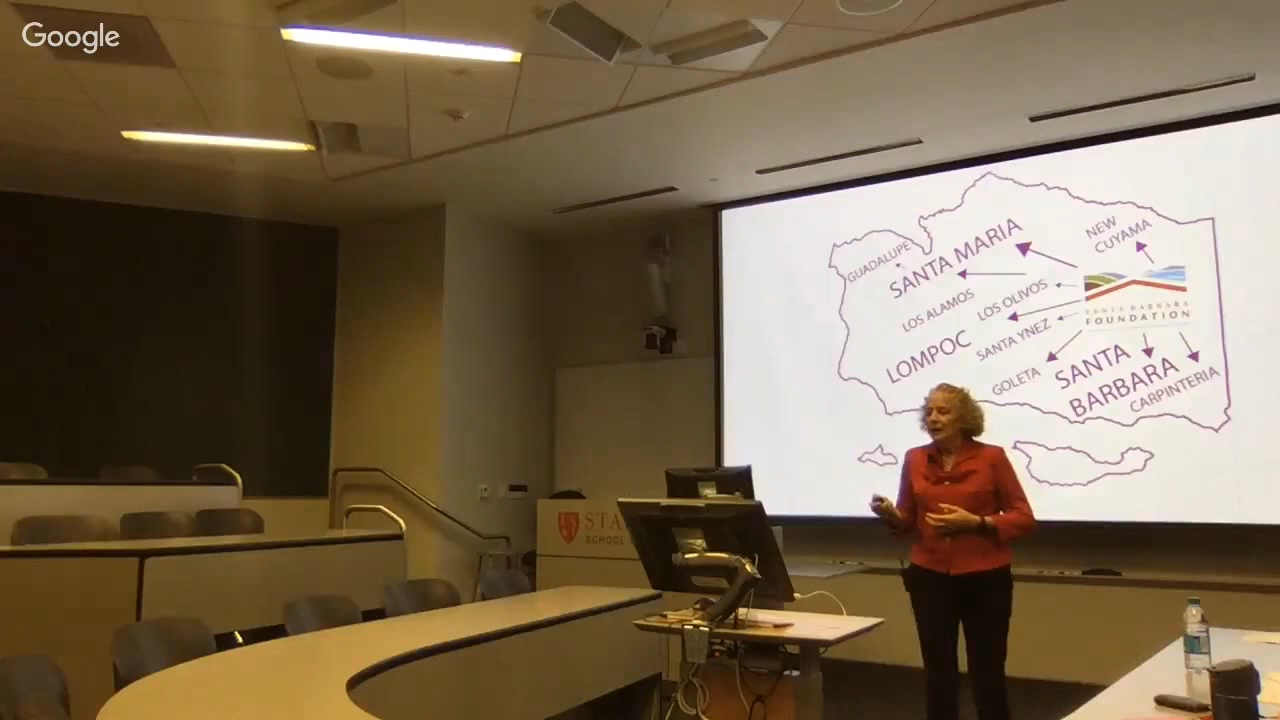 Google
GUADALUPE
SANTA MARIA
NEW
CUYAMA
LOS ALAMOS
LOS OLIVOS
SANTA BARBARA
FOUNDATION
LOMPOC
SANTA YNEZ
GOLETA
SANTA
BARBARA
CARPINTERIA
SCHOOL